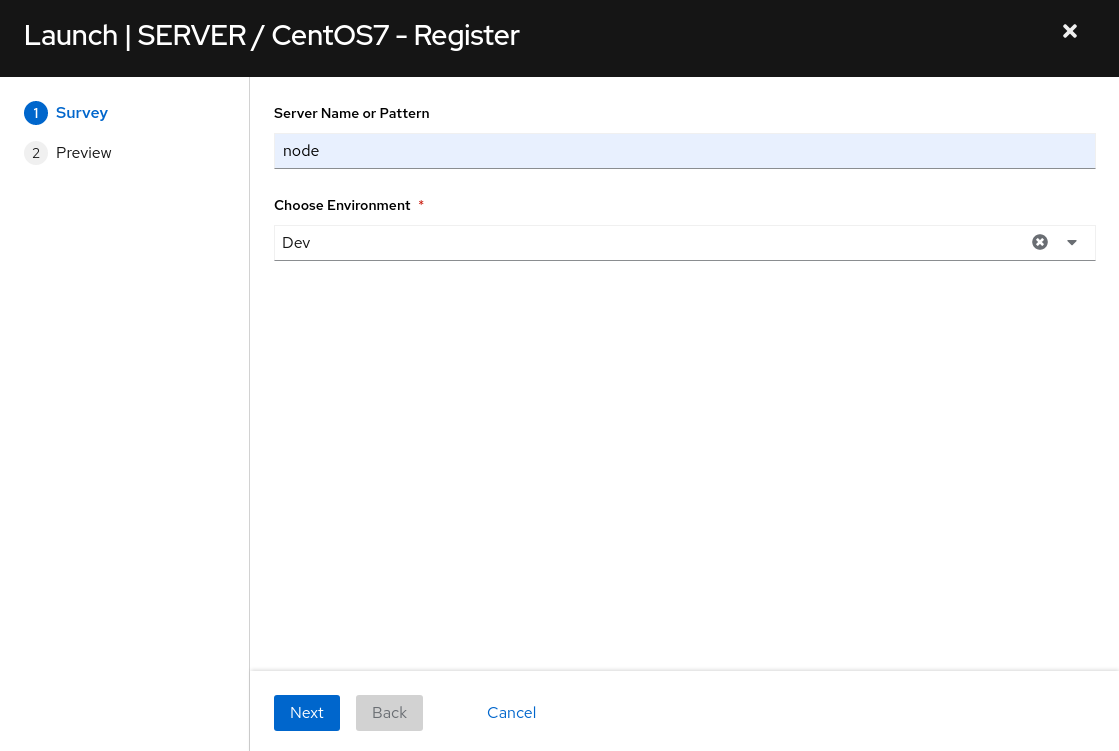 Launch | SERVER / CentOS7 - Register
1 Survey
2 Preview
Server Name or Pattern
node
Choose Environment *
Dev
Next Back Cancel